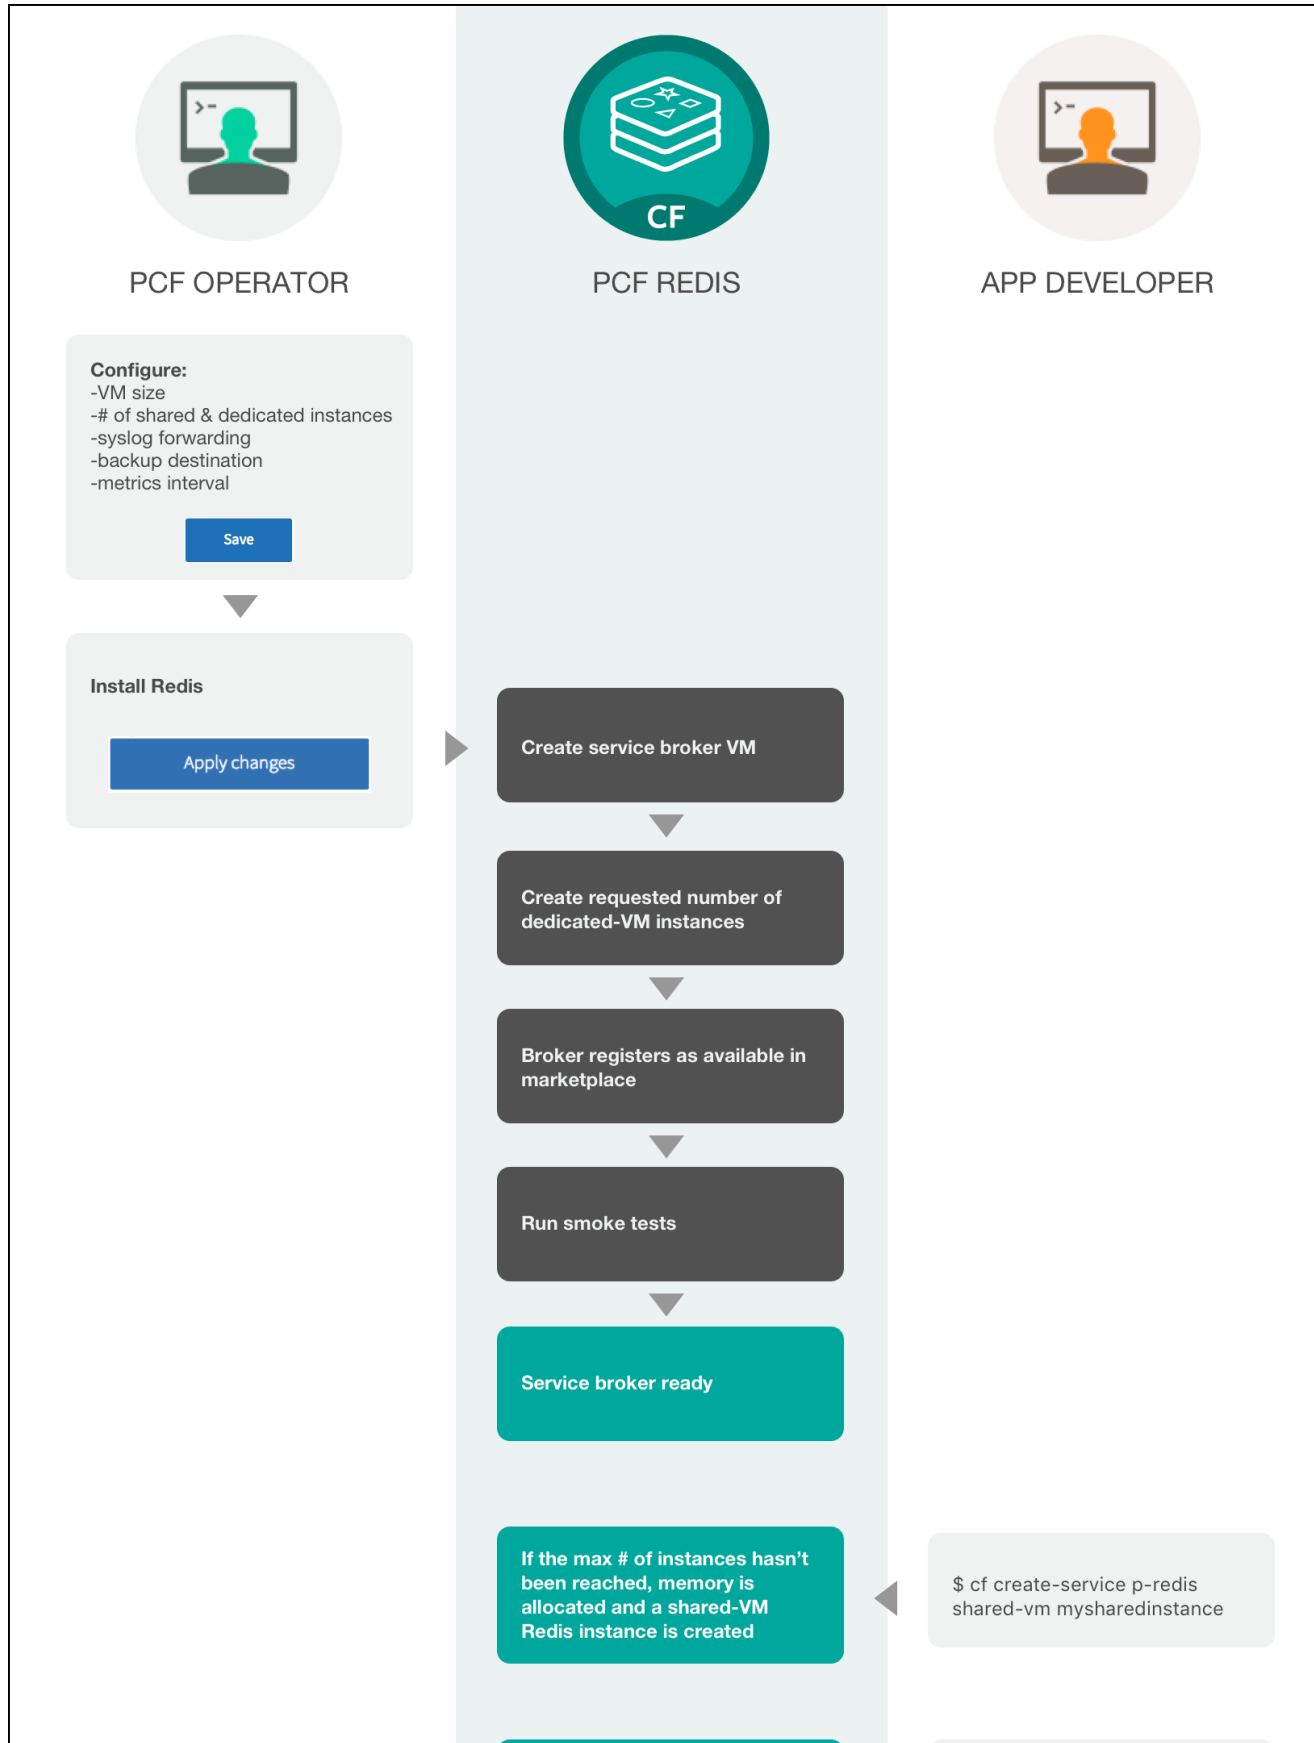 >-
CF
>-
PCF OPERATOR
PCF REDIS
APP DEVELOPER
Configure:
-VM size
-# of shared & dedicated instances
-syslog forwarding
-backup destination
-metrics interval
Save
Install Redis
Apply changes
Create service broker VM
Create requested number of
dedicated-VM instances
Broker registers as available in
marketplace
Run smoke tests
Service broker ready
If the max # of instances hasn’t
been reached, memory is
allocated and a shared-VM
Redis instance is created
$ cf create-service p-redis
shared-vm mysharedinstance